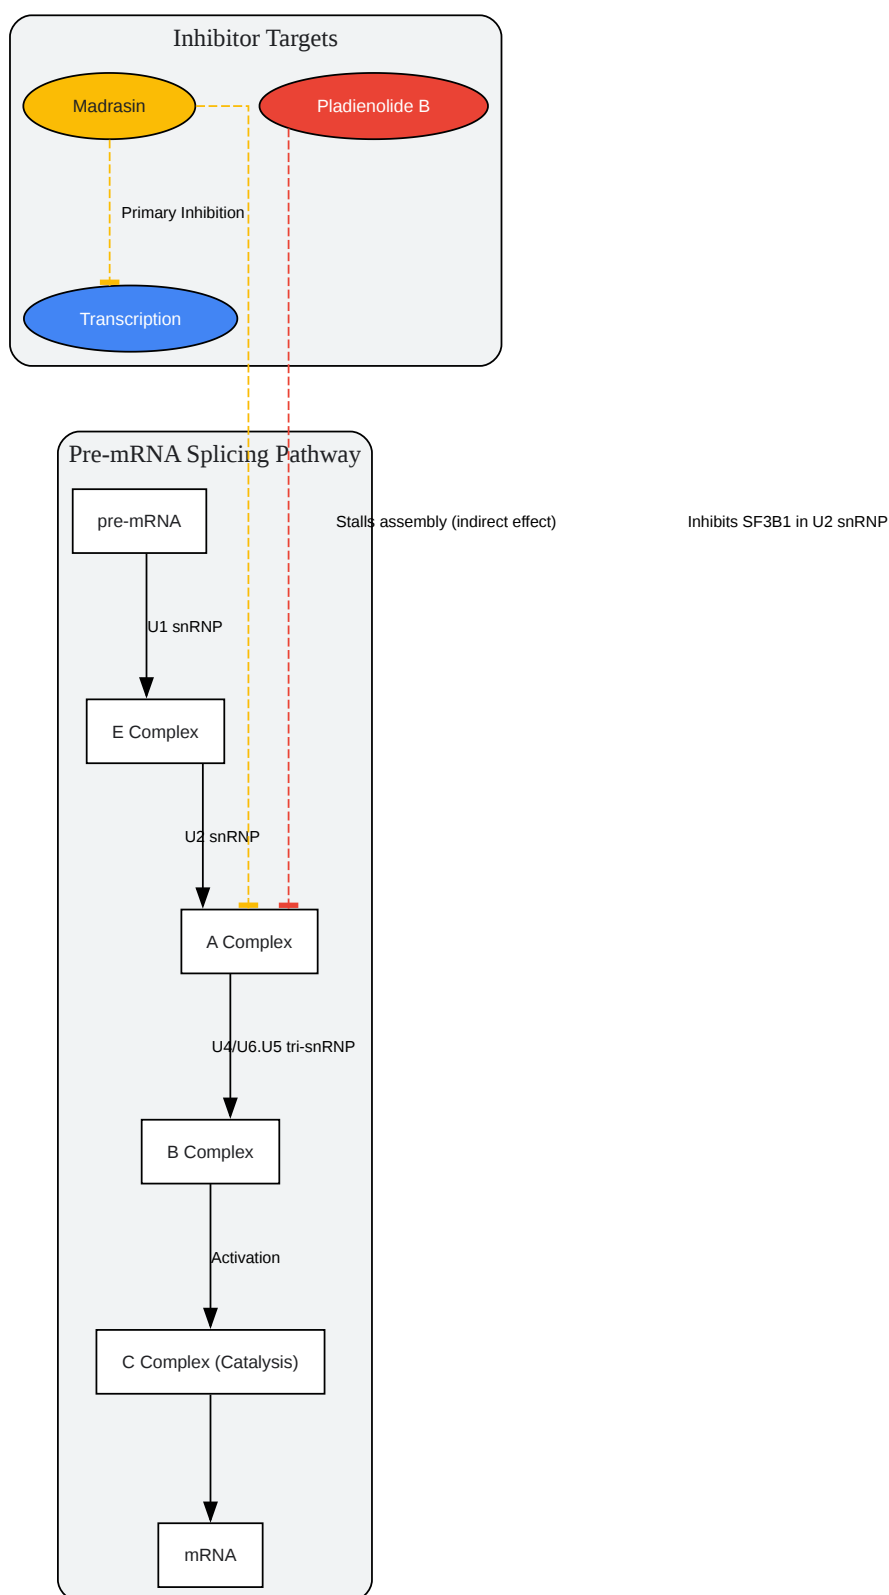 Inhibitor Targets
Madrasin
Pladienolide B
Primary Inhibition
Transcription
Pre-mRNA Splicing Pathway
pre-mRNA
Stalls assembly (indirect effect)
Inhibits SF3B1 in U2 snRNP
U1 snRNP
E Complex
U2 snRNP
A Complex
U4/U6.U5 tri-snRNP
B Complex
Activation
C Complex (Catalysis)
mRNA